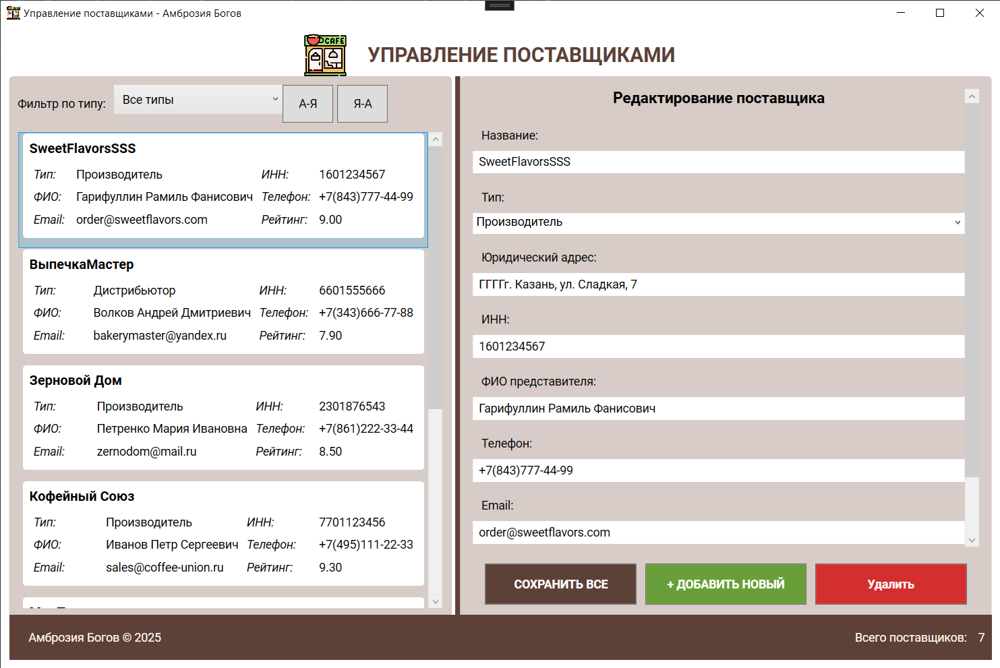 Управление поставщиками - Амброзия Богов
CAFE
УПРАВЛЕНИЕ ПОСТАВЩИКАМИ
Фильтр по типу: Все типы А-Я Я-А
SweetFlavorsSSS
Тип: Производитель ИНН: 1601234567
ФИО: Гарифуллин Рамиль Фанисович Телефон: +7(843)777-44-99
Email: order@sweetflavors.com Рейтинг: 9.00
ВыпечкаМастер
Тип: Дистрибьютор ИНН: 6601555666
ФИО: Волков Андрей Дмитриевич Телефон: +7(343)666-77-88
Email: bakerymaster@yandex.ru Рейтинг: 7.90
Зерновой Дом
Тип: Производитель ИНН: 2301876543
ФИО: Петренко Мария Ивановна Телефон: +7(861)222-33-44
Email: zernodom@mail.ru Рейтинг: 8.50
Кофейный Союз
Тип: Производитель ИНН: 7701123456
ФИО: Иванов Петр Сергеевич Телефон: +7(495)111-22-33
Email: sales@coffee-union.ru Рейтинг: 9.30
Редактирование поставщика
Название:
SweetFlavorsSSS
Тип:
Производитель
Юридический адрес:
ГГГГг. Казань, ул. Сладкая, 7
ИНН:
1601234567
ФИО представителя:
Гарифуллин Рамиль Фанисович
Телефон:
+7(843)777-44-99
Email:
order@sweetflavors.com
СОХРАНИТЬ ВСЕ + ДОБАВИТЬ НОВЫЙ Удалить
Амброзия Богов © 2025 Всего поставщиков: 7